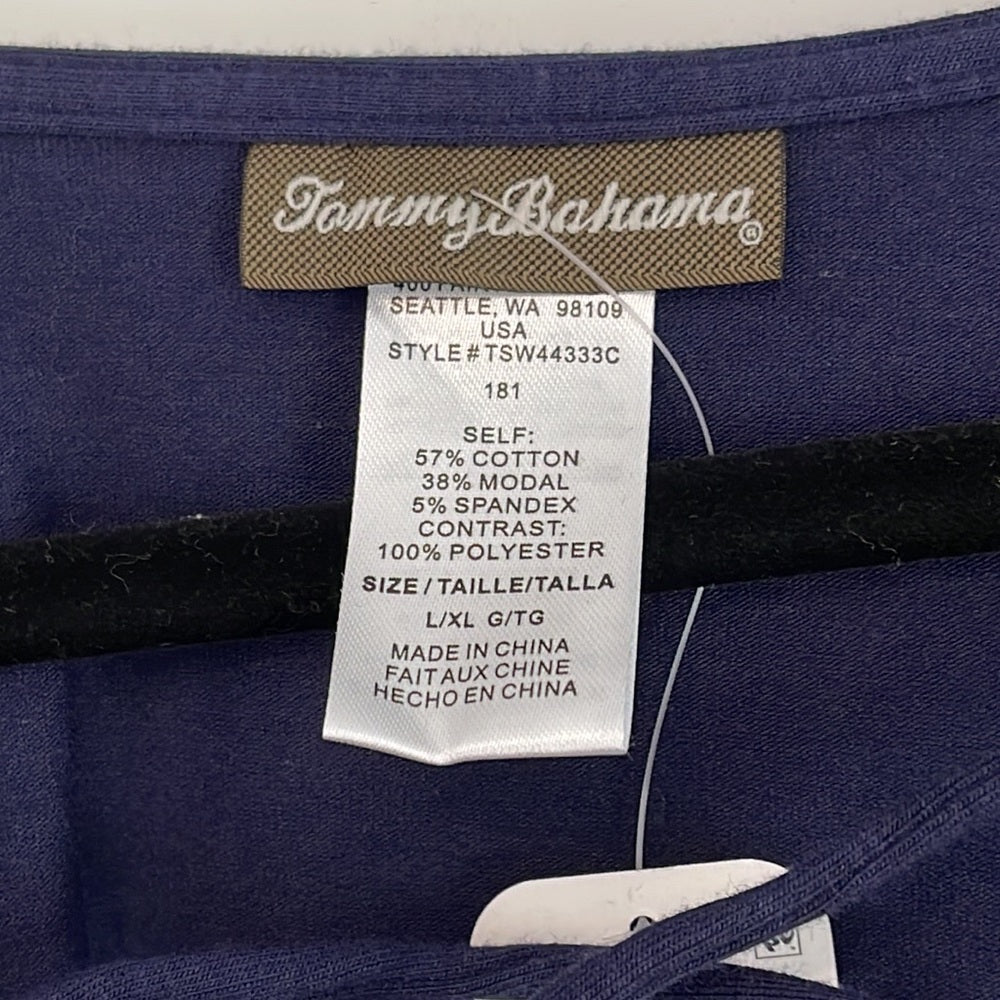 Tommy Bahama®
SEATTLE, WA 98109
USA
STYLE#TSW44333C
181
SELF:
57% COTTON
38% MODAL
5% SPANDEX
CONTRAST:
100% POLYESTER
SIZE/TAILLE/TALLA
L/XL G/TG
MADE IN CHINA
FAIT AUX CHINE
HECHO EN CHINA